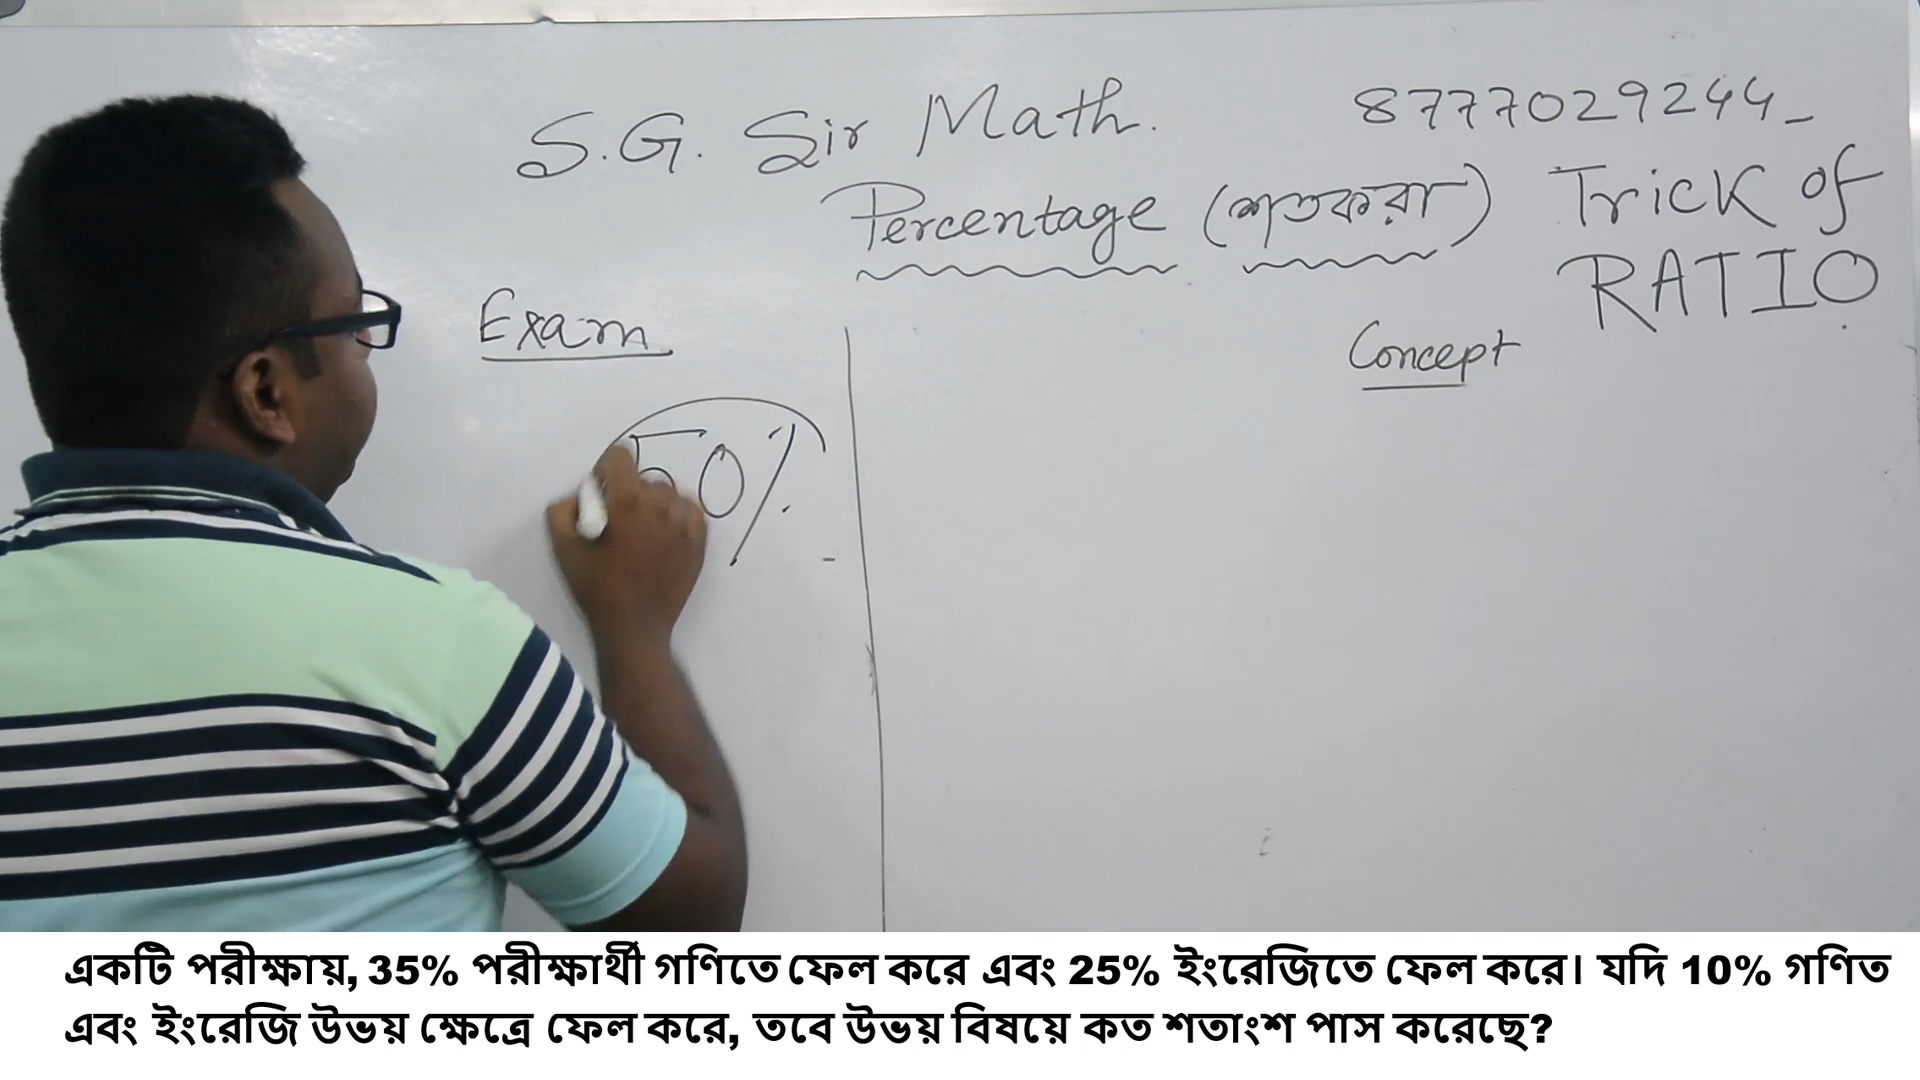 S.G. Sir Math.
8777029244
Percentage (শতকরা)
Trick of
RATIO
Exam
Concept
50%
একটি পরীক্ষায়, 35% পরীক্ষার্থী গণিতে ফেল করে এবং 25% ইংরেজিতে ফেল করে। যদি 10% গণিত
এবং ইংরেজি উভয় ক্ষেত্রে ফেল করে, তবে উভয় বিষয়ে কত শতাংশ পাস করেছে?